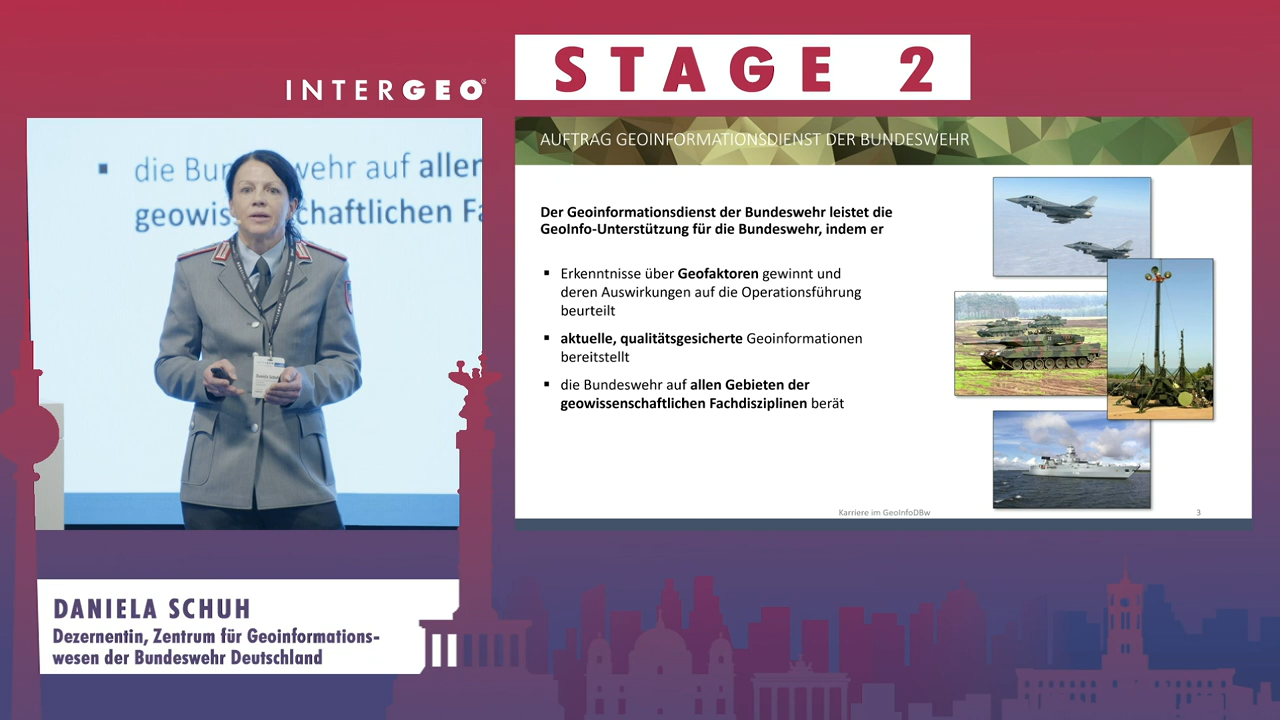 INTERGEO®
STAGE 2
die Bundeswehr auf aller
geowissenschaftlichen Fa
AUFTRAG GEOINFORMATIONSDIENST DER BUNDESWEHR
Der Geoinformationsdienst der Bundeswehr leistet die
GeoInfo-Unterstützung für die Bundeswehr, indem er
▪ Erkenntnisse über Geofaktoren gewinnt und
deren Auswirkungen auf die Operationsführung
beurteilt
▪ aktuelle, qualitätsgesicherte Geoinformationen
bereitstellt
▪ die Bundeswehr auf allen Gebieten der
geowissenschaftlichen Fachdisziplinen berät
Karriere im GeoInfoDBw
3
DANIELA SCHUH
Dezernentin, Zentrum für Geoinformations-
wesen der Bundeswehr Deutschland